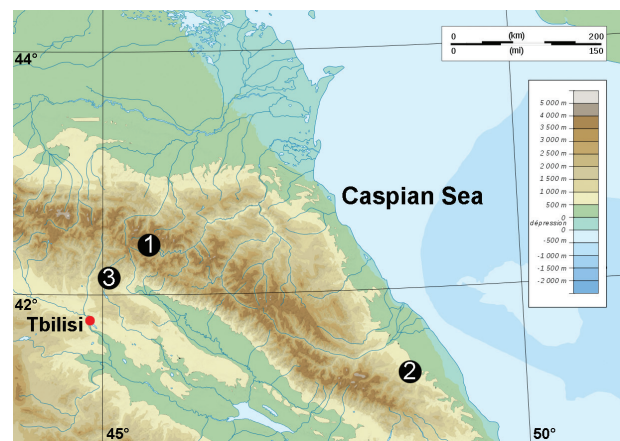 44°
0 (km) 200
0 (mi) 150
5 000 m
4 000 m
3 500 m
3 000 m
2 500 m
2 000 m
1 500 m
1 000 m
500 m
0
dépression
0
-500 m
-1 000 m
-1 500 m
-2 000 m
Caspian Sea
1
3
42°
Tbilisi
2
45°
50°